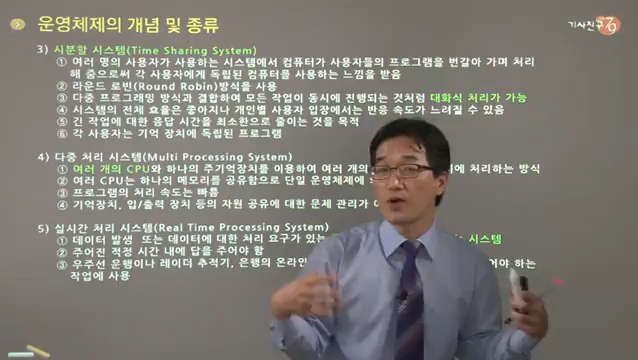 운영체제의 개념 및 종류
기사친구
3) 시분할 시스템(Time Sharing System)
① 여러 명의 사용자가 사용하는 시스템에서 컴퓨터가 사용자들의 프로그램을 번갈아 가며 처리
해 줌으로써 각 사용자에게 독립된 컴퓨터를 사용하는 느낌을 받음
② 라운드 로빈(Round Robin)방식을 사용
③ 다중 프로그래밍 방식과 결합하여 모든 작업이 동시에 진행되는 것처럼 대화식 처리가 가능
④ 시스템의 전체 효율은 좋아지나 개인별 사용자 입장에서는 반응 속도가 느려질 수 있음
⑤ 긴 작업에 대한 응답 시간을 최소한으로 줄이는 것을 목적
⑥ 각 사용자는 기억 장치에 독립된 프로그램
4) 다중 처리 시스템(Multi Processing System)
① 여러 개의 CPU와 하나의 주기억장치를 이용하여 여러 개의 에 처리하는 방식
② 여러 CPU는 하나의 메모리를 공유함으로 단일 운영체제에
③ 프로그램의 처리 속도는 빠름
④ 기억장치, 입/출력 장치 등의 자원 공유에 대한 문제 관리가
5) 실시간 처리 시스템(Real Time Processing System)
① 데이터 발생 또는 데이터에 대한 처리 요구가 있는 시스템
② 주어진 적정 시간 내에 답을 주어야 함
③ 우주선 운행이나 레이더 추적기, 은행의 온라인 어야 하는
작업에 사용